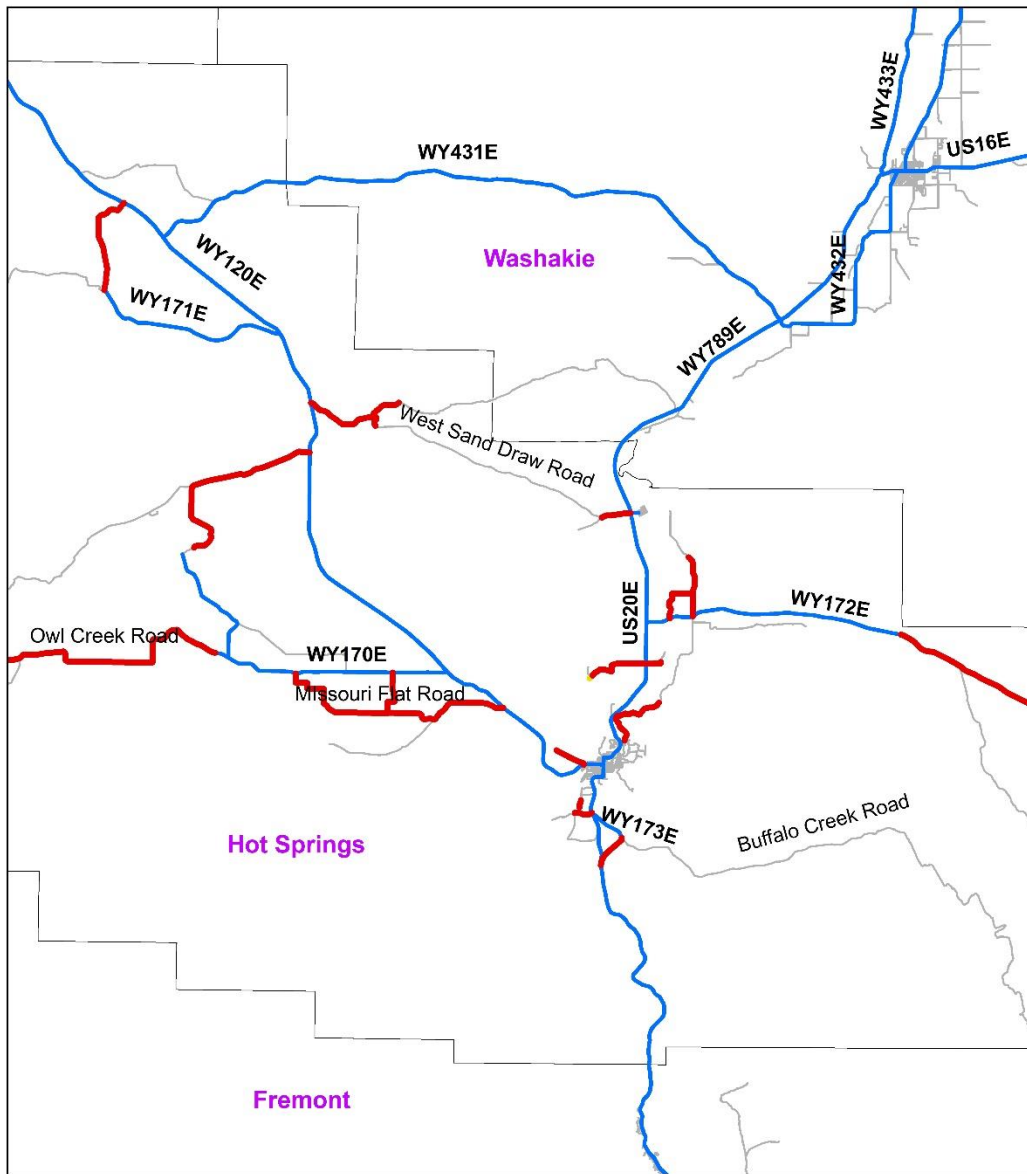 WY433E
US16E
WY431E
Washakie
WY120E
WY432E
WY171E
WY789E
West Sand Draw Road
US20E
WY172E
Owl Creek Road
WY170E
Missouri Flat Road
WY173E
Buffalo Creek Road
Hot Springs
Fremont